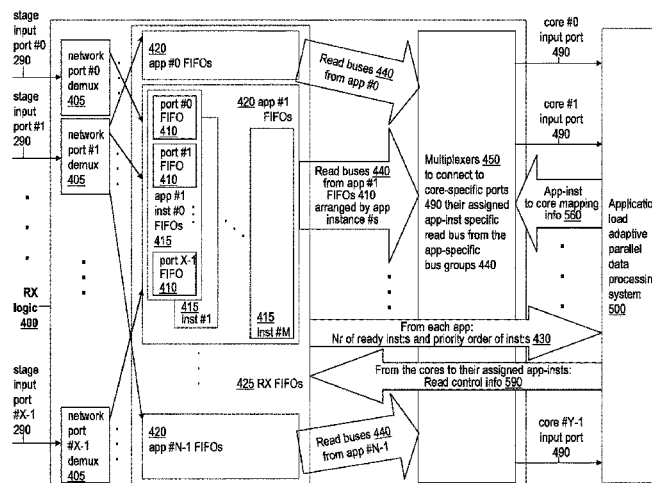 stage
input
port #0
290
network
port #0
demux
405
stage
input
port #1
290
network
port #1
demux
405
RX
logic 400
stage
input
port
#X-1
290
network
port
#X-1
demux
405
420
app #0 FIFOs
420 app #1
FIFOs
port #0
FIFO
410
port #1
FIFO
410
app #1
inst #0
FIFOs
415
port X-1
FIFO
410
415
inst #1
415
inst #M
425 RX FIFOs
420
app #N-1 FIFOs
Read buses 440
from app #0
Read buses 440
from app #1
FIFOs 410
arranged by app
instance #s
Read buses 440
from app #N-1
Multiplexers 450
to connect to
core-specific ports
490 their assigned
app-inst specific
read bus from the
app-specific
bus groups 440
From each app:
Nr of ready inst:s and priority order of inst:s 430
From the cores to their assigned app-insts:
Read control info 590
core #0
input port
490
core #1
input port
490
App-inst
to core mapping
info 560
core #Y-1
input port
490
Application
load
adaptive
parallel
data
processing
system
500